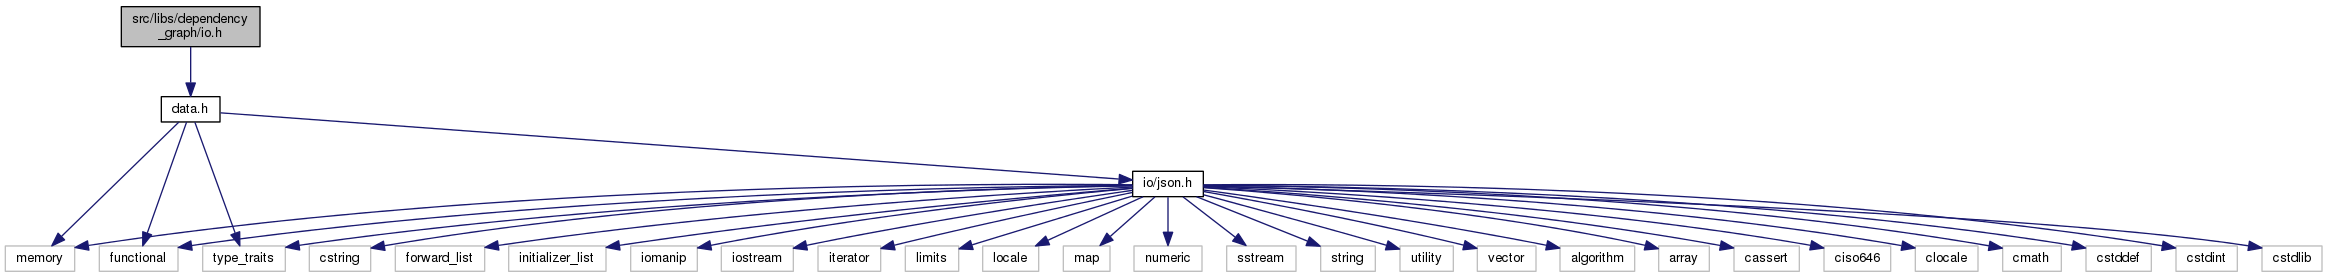 src/libs/dependency
_graph/io.h
data.h
io/json.h
memory
functional
type_traits
cstring
forward_list
initializer_list
iomanip
iostream
iterator
limits
locale
map
numeric
sstream
string
utility
vector
algorithm
array
cassert
ciso646
clocale
cmath
cstddef
cstdint
cstdlib